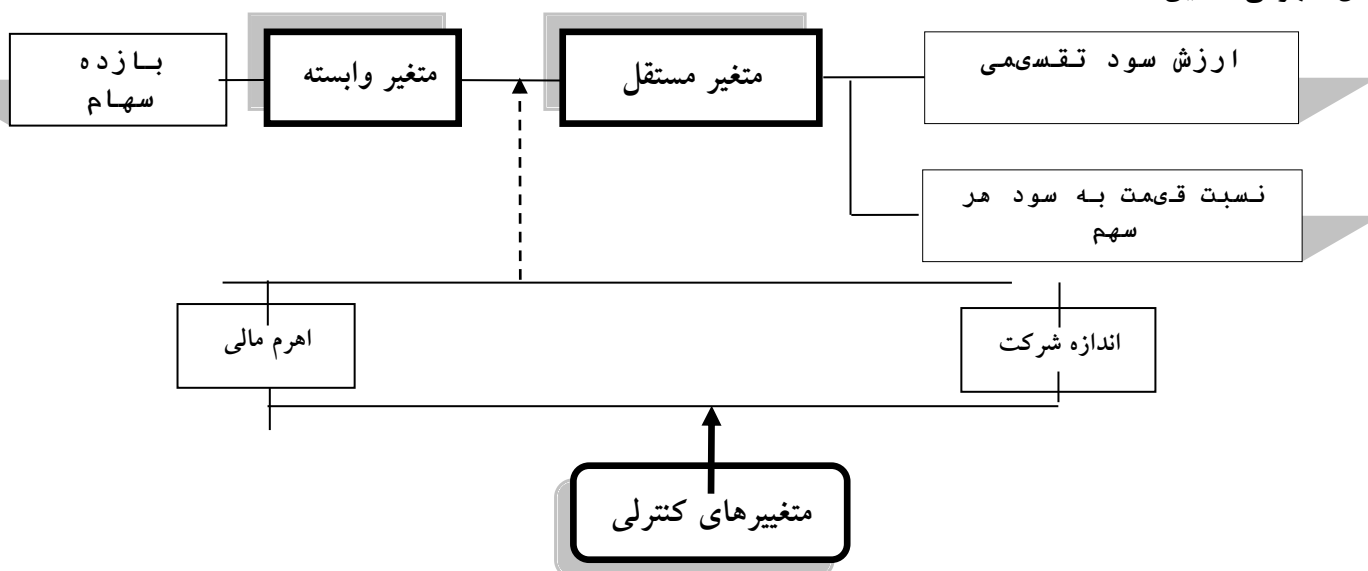 ارزش سود تقسیمی
متغیر مستقل
متغیر وابسته
بازده
سهام
نسبت قیمت به سود هر
سهم
اندازه شرکت
اهرم مالی
متغییرهای کنترلی